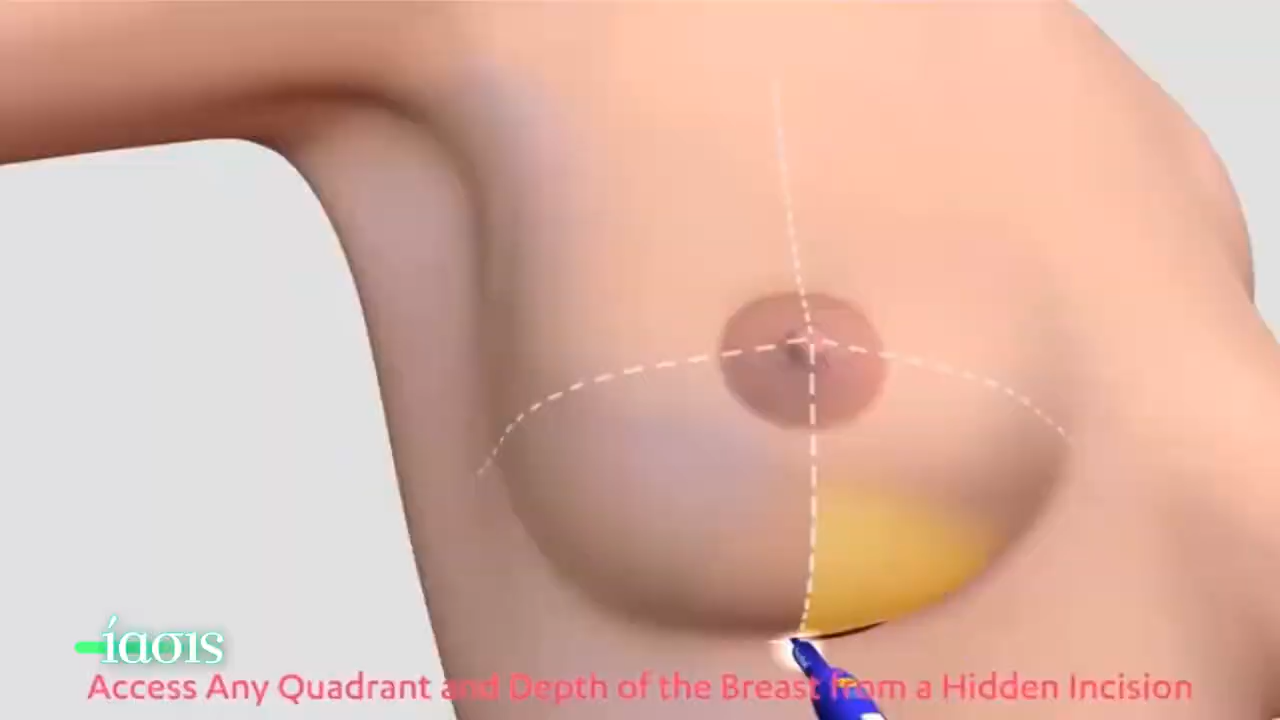 ίασις
Access Any Quadrant and Depth of the Breast from a Hidden Incision